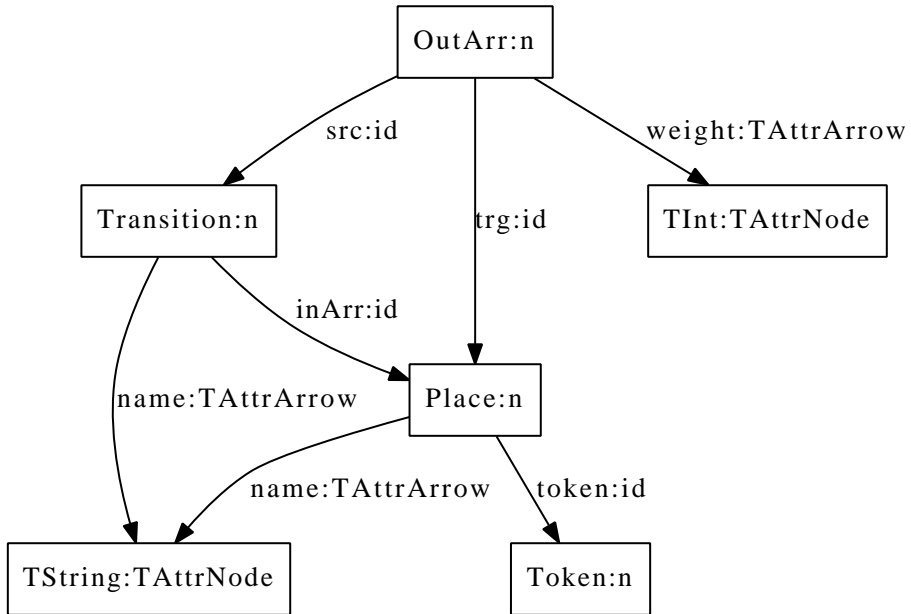 OutArr:n
src:id
weight:TAttrArrow
Transition:n
trg:id
TInt:TAttrNode
inArr:id
name:TAttrArrow
Place:n
name:TAttrArrow
token:id
TString:TAttrNode
Token:n